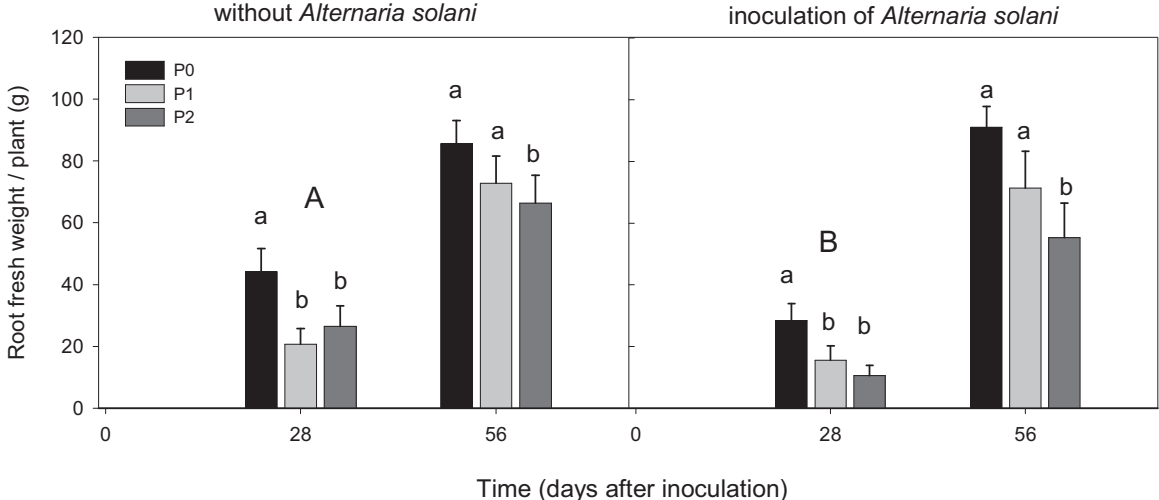 without Alternaria solani
inoculation of Alternaria solani
Root fresh weight / plant (g)
120
100
80
60
40
20
0
P0
P1
P2
a
b
b
A
a
a
b
a
b
b
B
a
a
b
0
28
56
0
28
56
Time (days after inoculation)